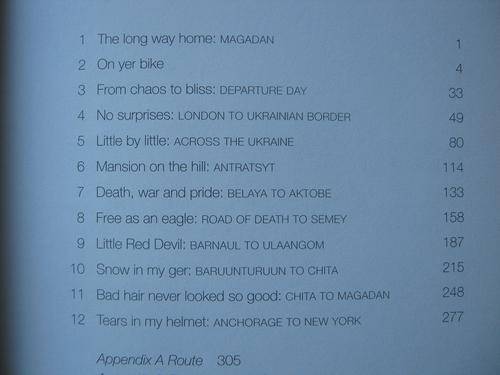 1 The long way home: MAGADAN 1
2 On yer bike 4
3 From chaos to bliss: DEPARTURE DAY 33
4 No surprises: LONDON TO UKRAINIAN BORDER 49
5 Little by little: ACROSS THE UKRAINE 80
6 Mansion on the hill: ANTRATSYT 114
7 Death, war and pride: BELAYA TO AKTOBE 133
8 Free as an eagle: ROAD OF DEATH TO SEMEY 158
9 Little Red Devil: BARNAUL TO ULAANGOM 187
10 Snow in my ger: BARUUNTURUUN TO CHITA 215
11 Bad hair never looked so good: CHITA TO MAGADAN 248
12 Tears in my helmet: ANCHORAGE TO NEW YORK 277
Appendix A Route 305